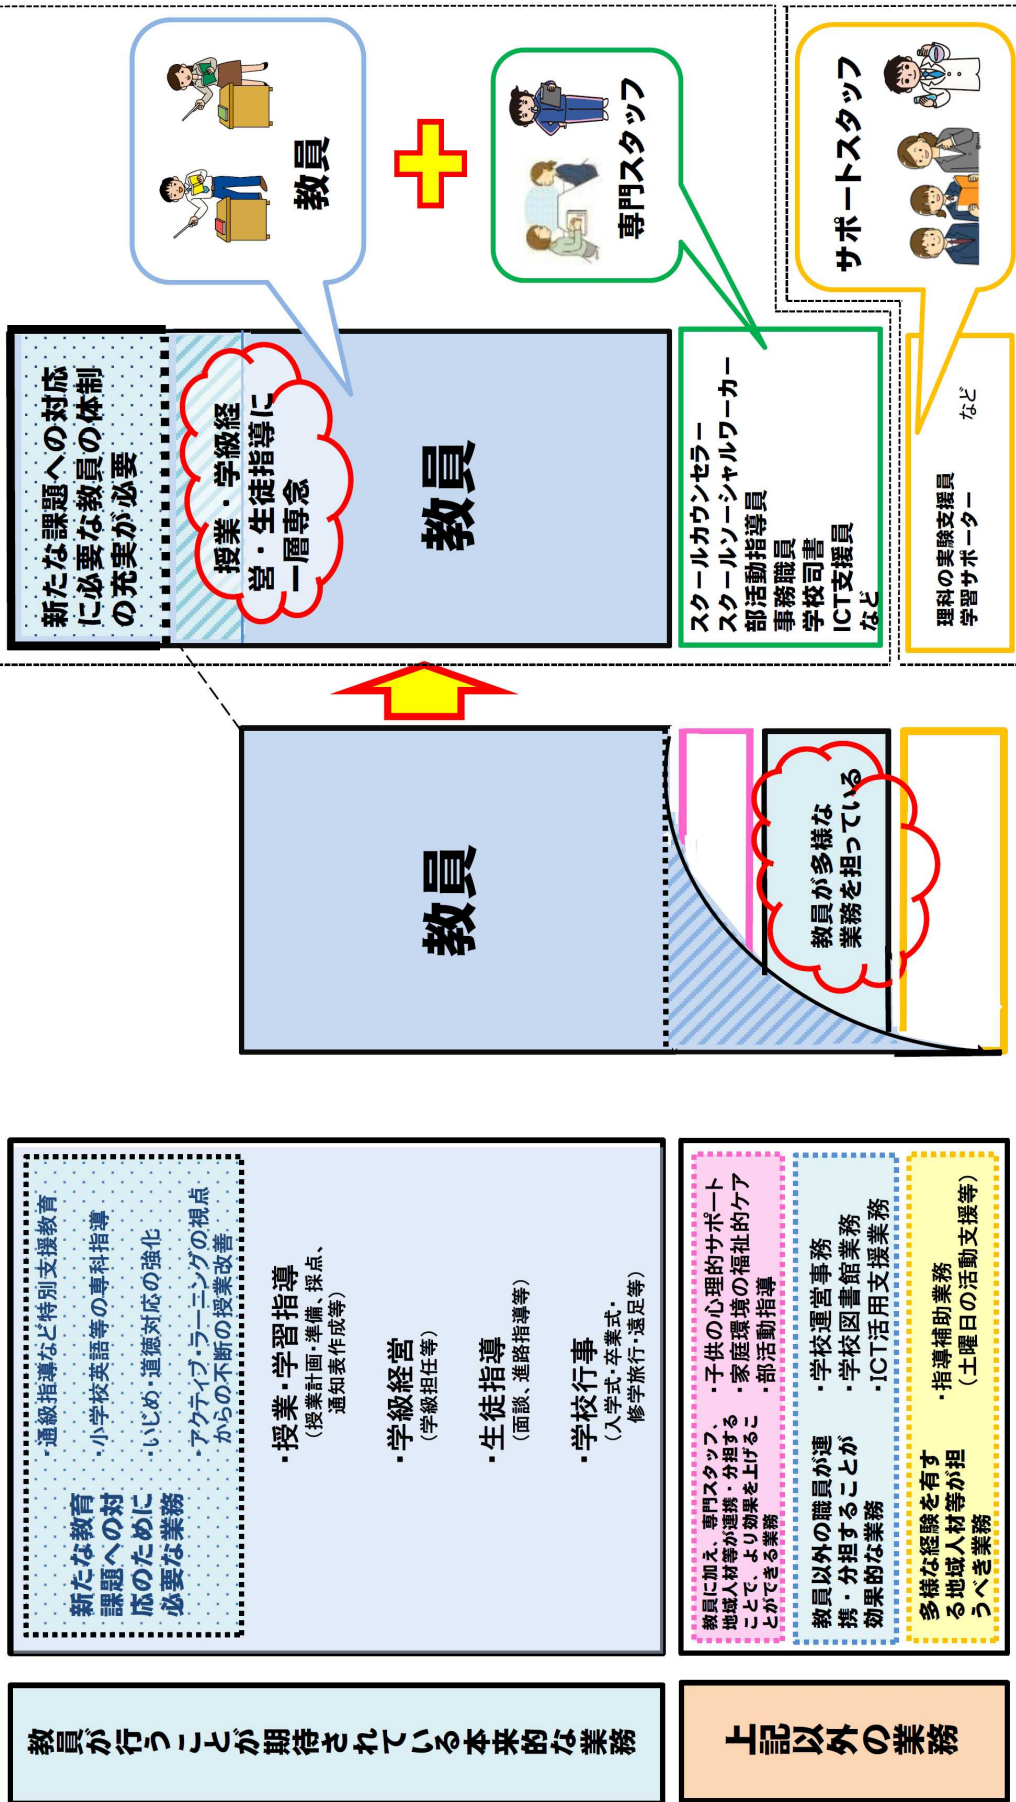 教員が行うことが期待されている本来的な業務
新たな教育
課題への対
応のために
必要な業務
・通級指導など特別支援教育
・小学校英語等の専科指導
・いじめ・道徳対応の強化
・アクティブ・ラーニングの視点
からの不断の授業改善
・授業・学習指導
(授業計画・準備、採点、
通知表作成等)
・学級経営
(学級担任等)
・生徒指導
(面談、進路指導等)
・学校行事
(入学式・卒業式・
修学旅行・遠足等)
上記以外の業務
教員に加え、専門スタッフ、
地域人材等が連携・分担する
ことで、より効果を上げるこ
とができる業務
・子供の心理的サポート
・家庭環境の福祉的ケア
・部活動指導
教員以外の職員が連
携・分担することが
効果的な業務
・学校運営事務
・学校図書館業務
・ICT活用支援業務
多様な経験を有す
る地域人材等が担
うべき業務
・指導補助業務
(土曜日の活動支援等)
教員
教員が多様な
業務を担っている
新たな課題への対応
に必要な教員の体制
の充実が必要
授業・学級経
営・生徒指導に
一層専念
教員
スクールカウンセラー
スクールソーシャルワーカー
部活動指導員
事務職員
学校司書
ICT支援員
など
理科の実験支援員
学習サポーター
など
教員
専門スタッフ
サポートスタッフ